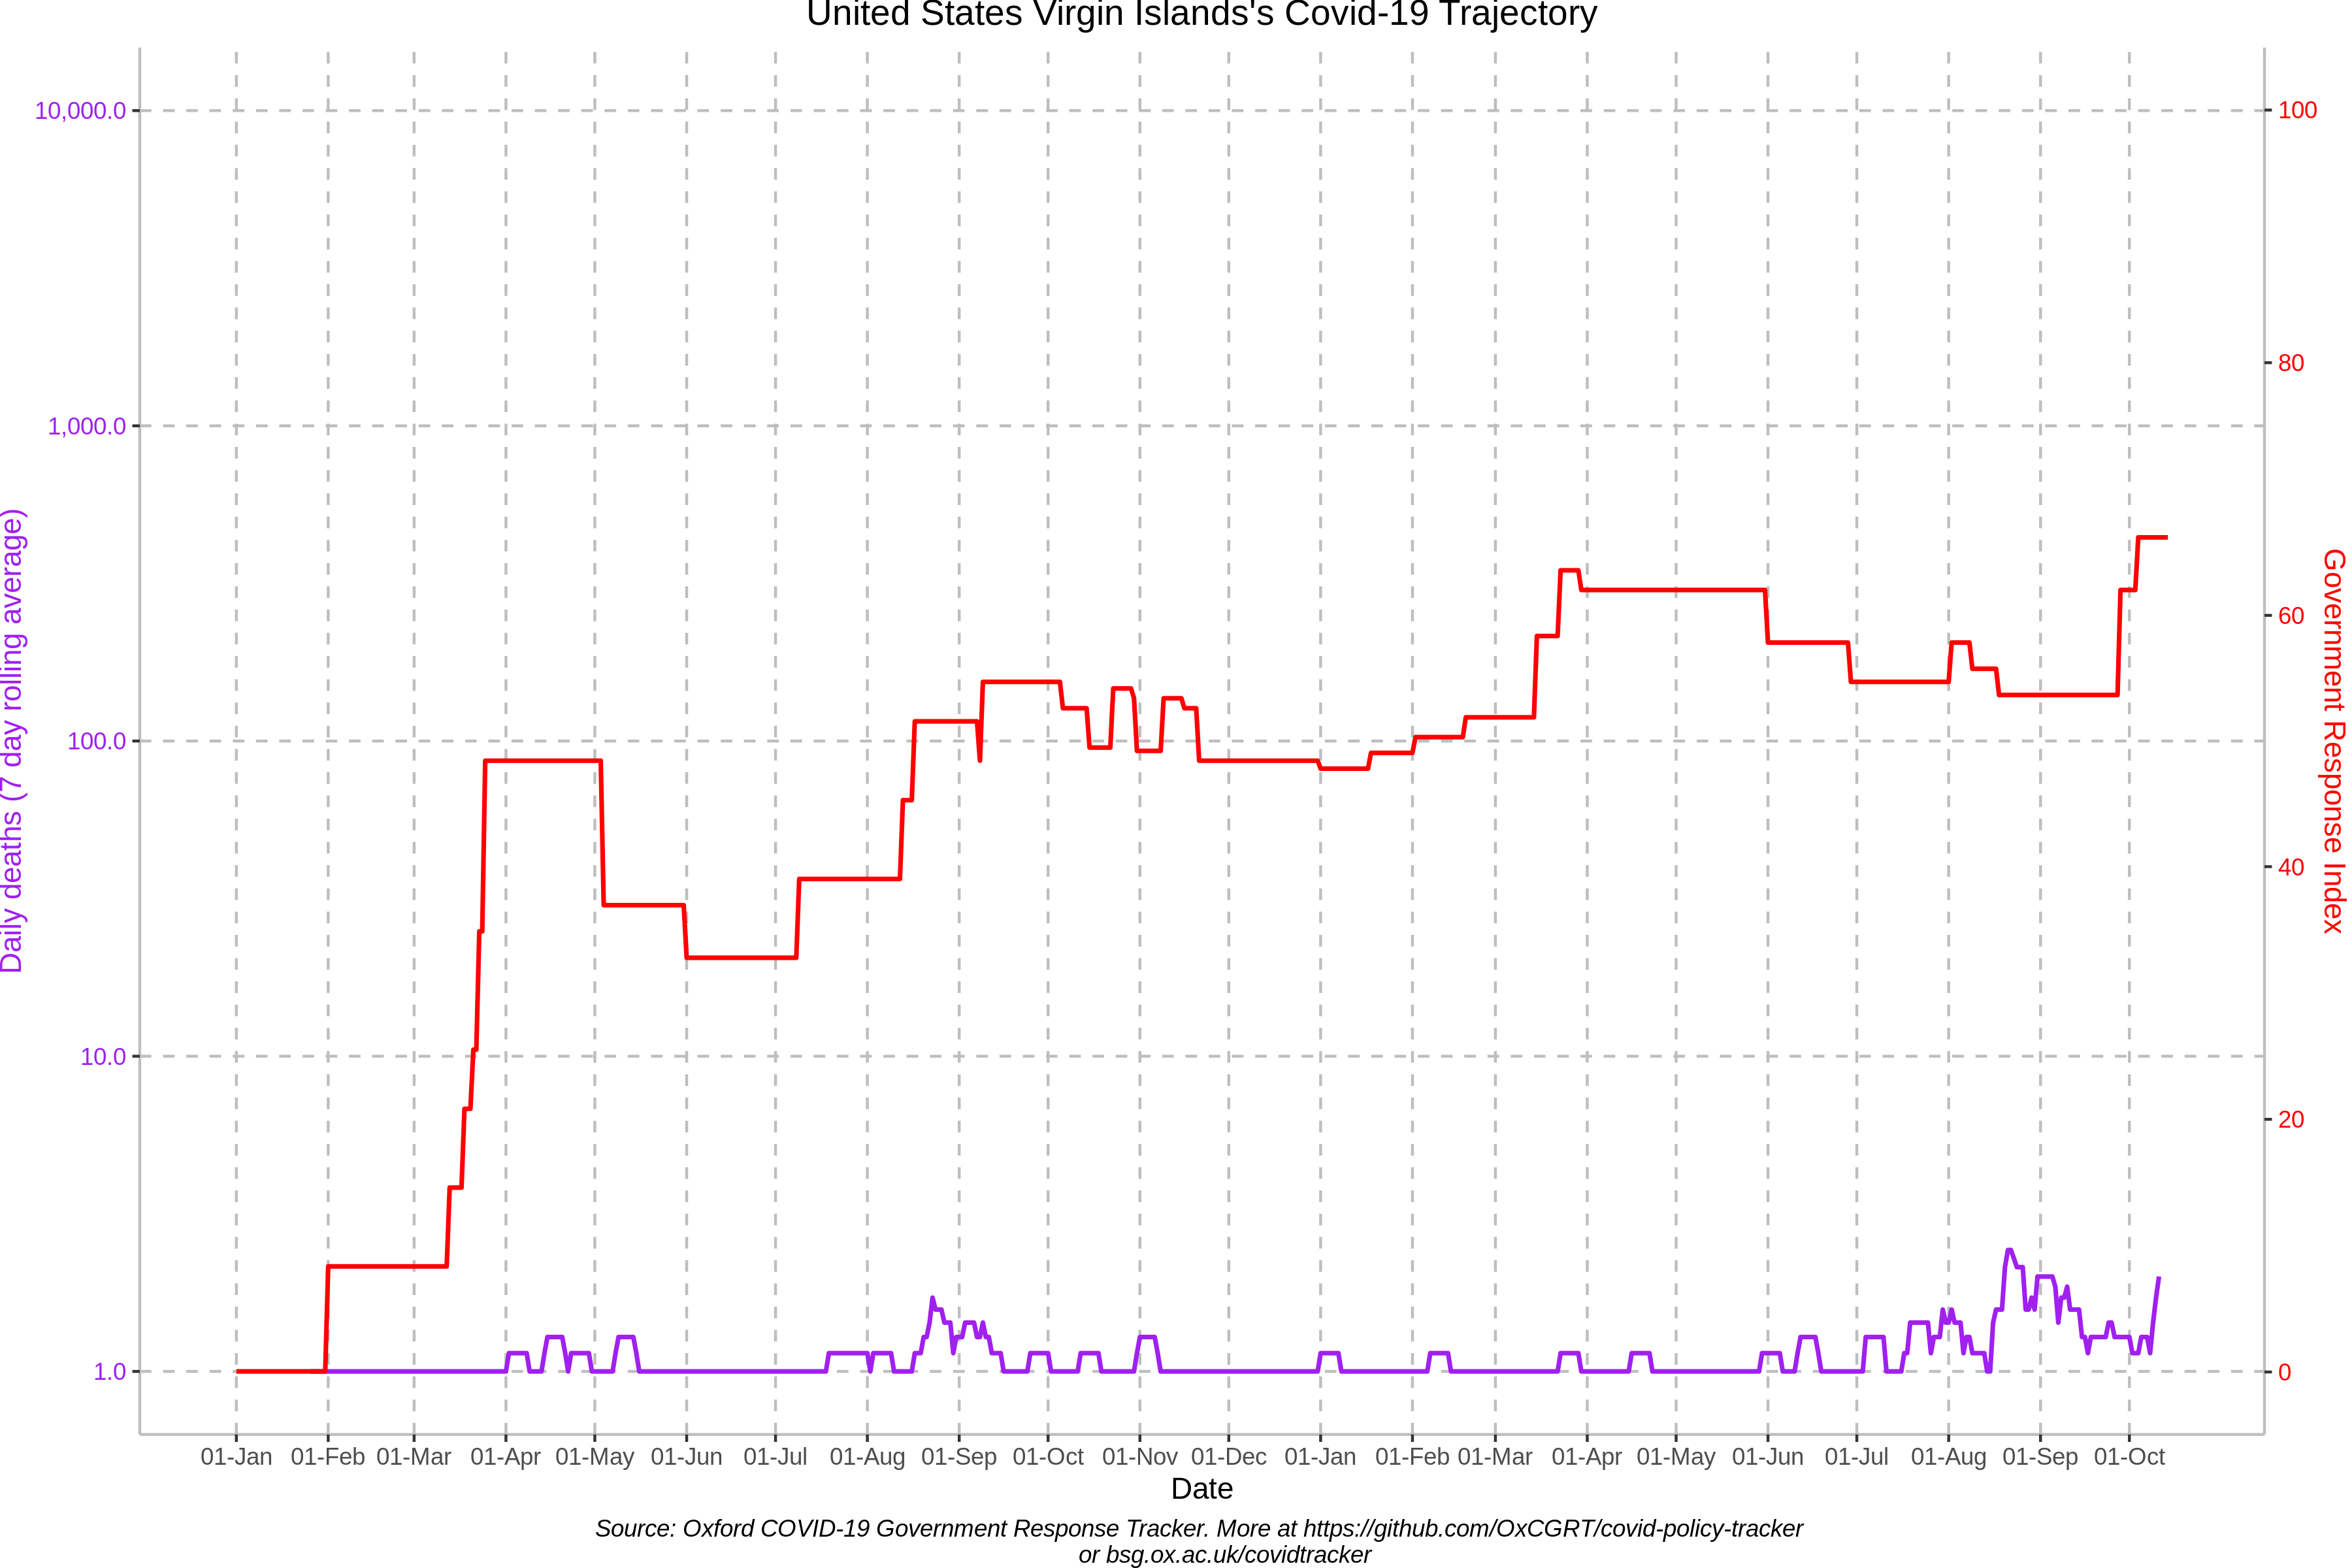 United States Virgin Islands's Covid-19 Trajectory
10,000.0
1,000.0
100.0
10.0
1.0
Daily deaths (7 day rolling average)
100
80
60
40
20
0
Government Response Index
01-Jan 01-Feb 01-Mar 01-Apr 01-May 01-Jun 01-Jul 01-Aug 01-Sep 01-Oct 01-Nov 01-Dec 01-Jan 01-Feb 01-Mar 01-Apr 01-May 01-Jun 01-Jul 01-Aug 01-Sep 01-Oct
Date
Source: Oxford COVID-19 Government Response Tracker. More at https://github.com/OxCGRT/covid-policy-tracker
or bsg.ox.ac.uk/covidtracker